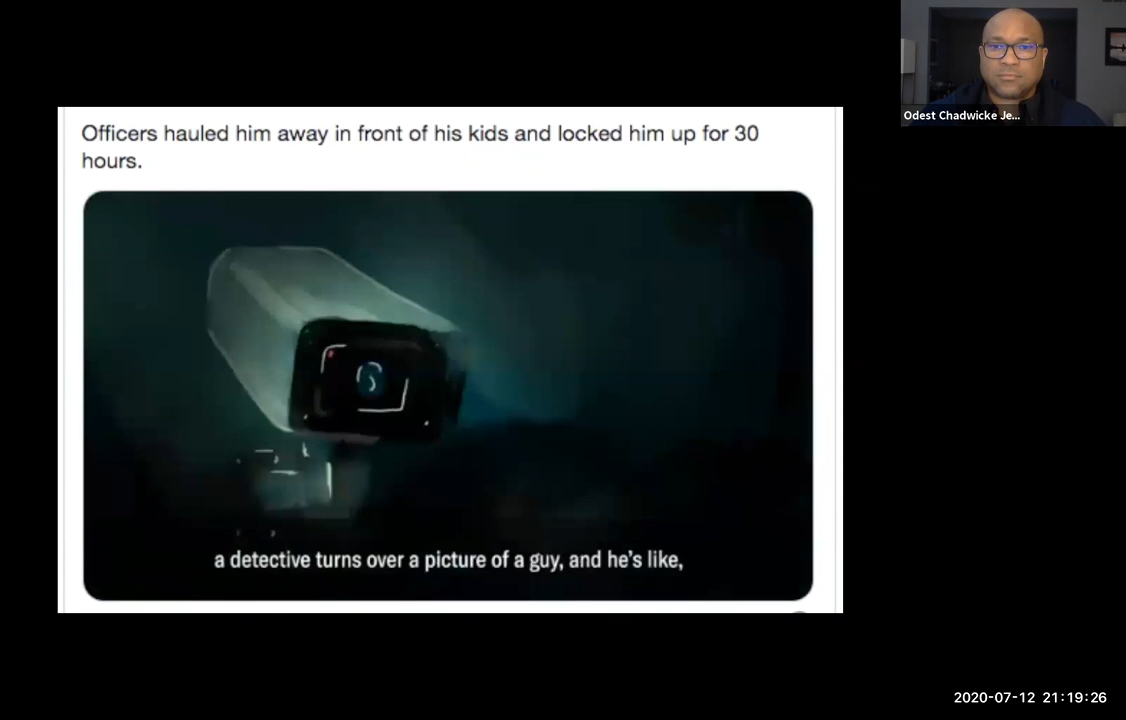 Officers hauled him away in front of his kids and locked him up for 30
hours.
a detective turns over a picture of a guy, and he's like,
Odest Chadwicke Je...
2020-07-12 21:19:26